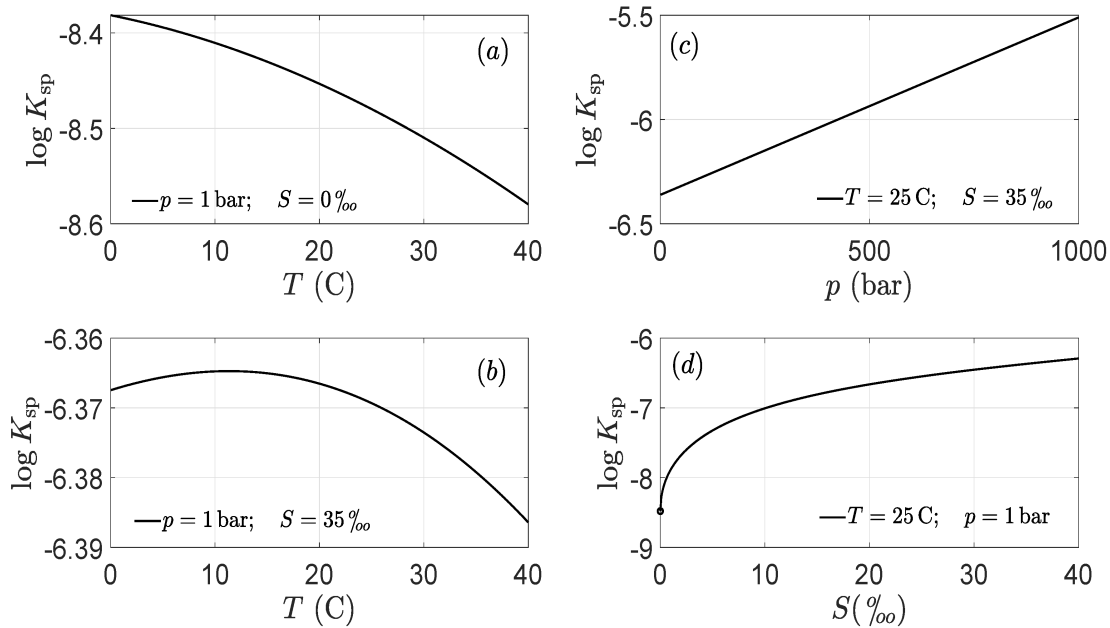 -8.4
-8.5
-8.6
log K_sp
(a)
p = 1 bar; S = 0‰
0 10 20 30 40
T (C)
-5.5
-6
-6.5
log K_sp
(c)
T = 25 C; S = 35‰
0 500 1000
p (bar)
-6.36
-6.37
-6.38
-6.39
log K_sp
(b)
p = 1 bar; S = 35‰
0 10 20 30 40
T (C)
-6
-7
-8
-9
log K_sp
(d)
T = 25 C; p = 1 bar
0 10 20 30 40
S(‰)